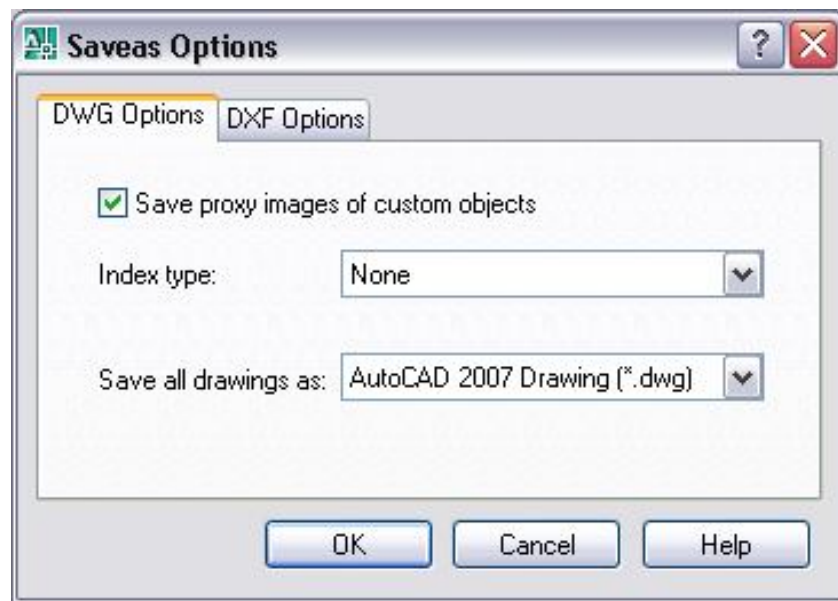 Saveas Options
DWG Options
DXF Options
Save proxy images of custom objects
Index type:
None
Save all drawings as:
AutoCAD 2007 Drawing (*.dwg)
OK
Cancel
Help